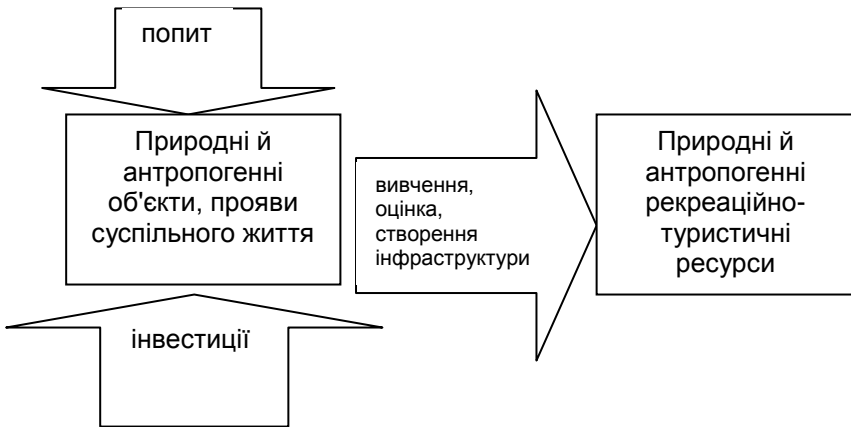 попит
Природні й
антропогенні
об'єкти, прояви
суспільного життя
вивчення,
оцінка,
створення
інфраструктури
Природні й
антропогенні
рекреаційно-
туристичні
ресурси
інвестиції